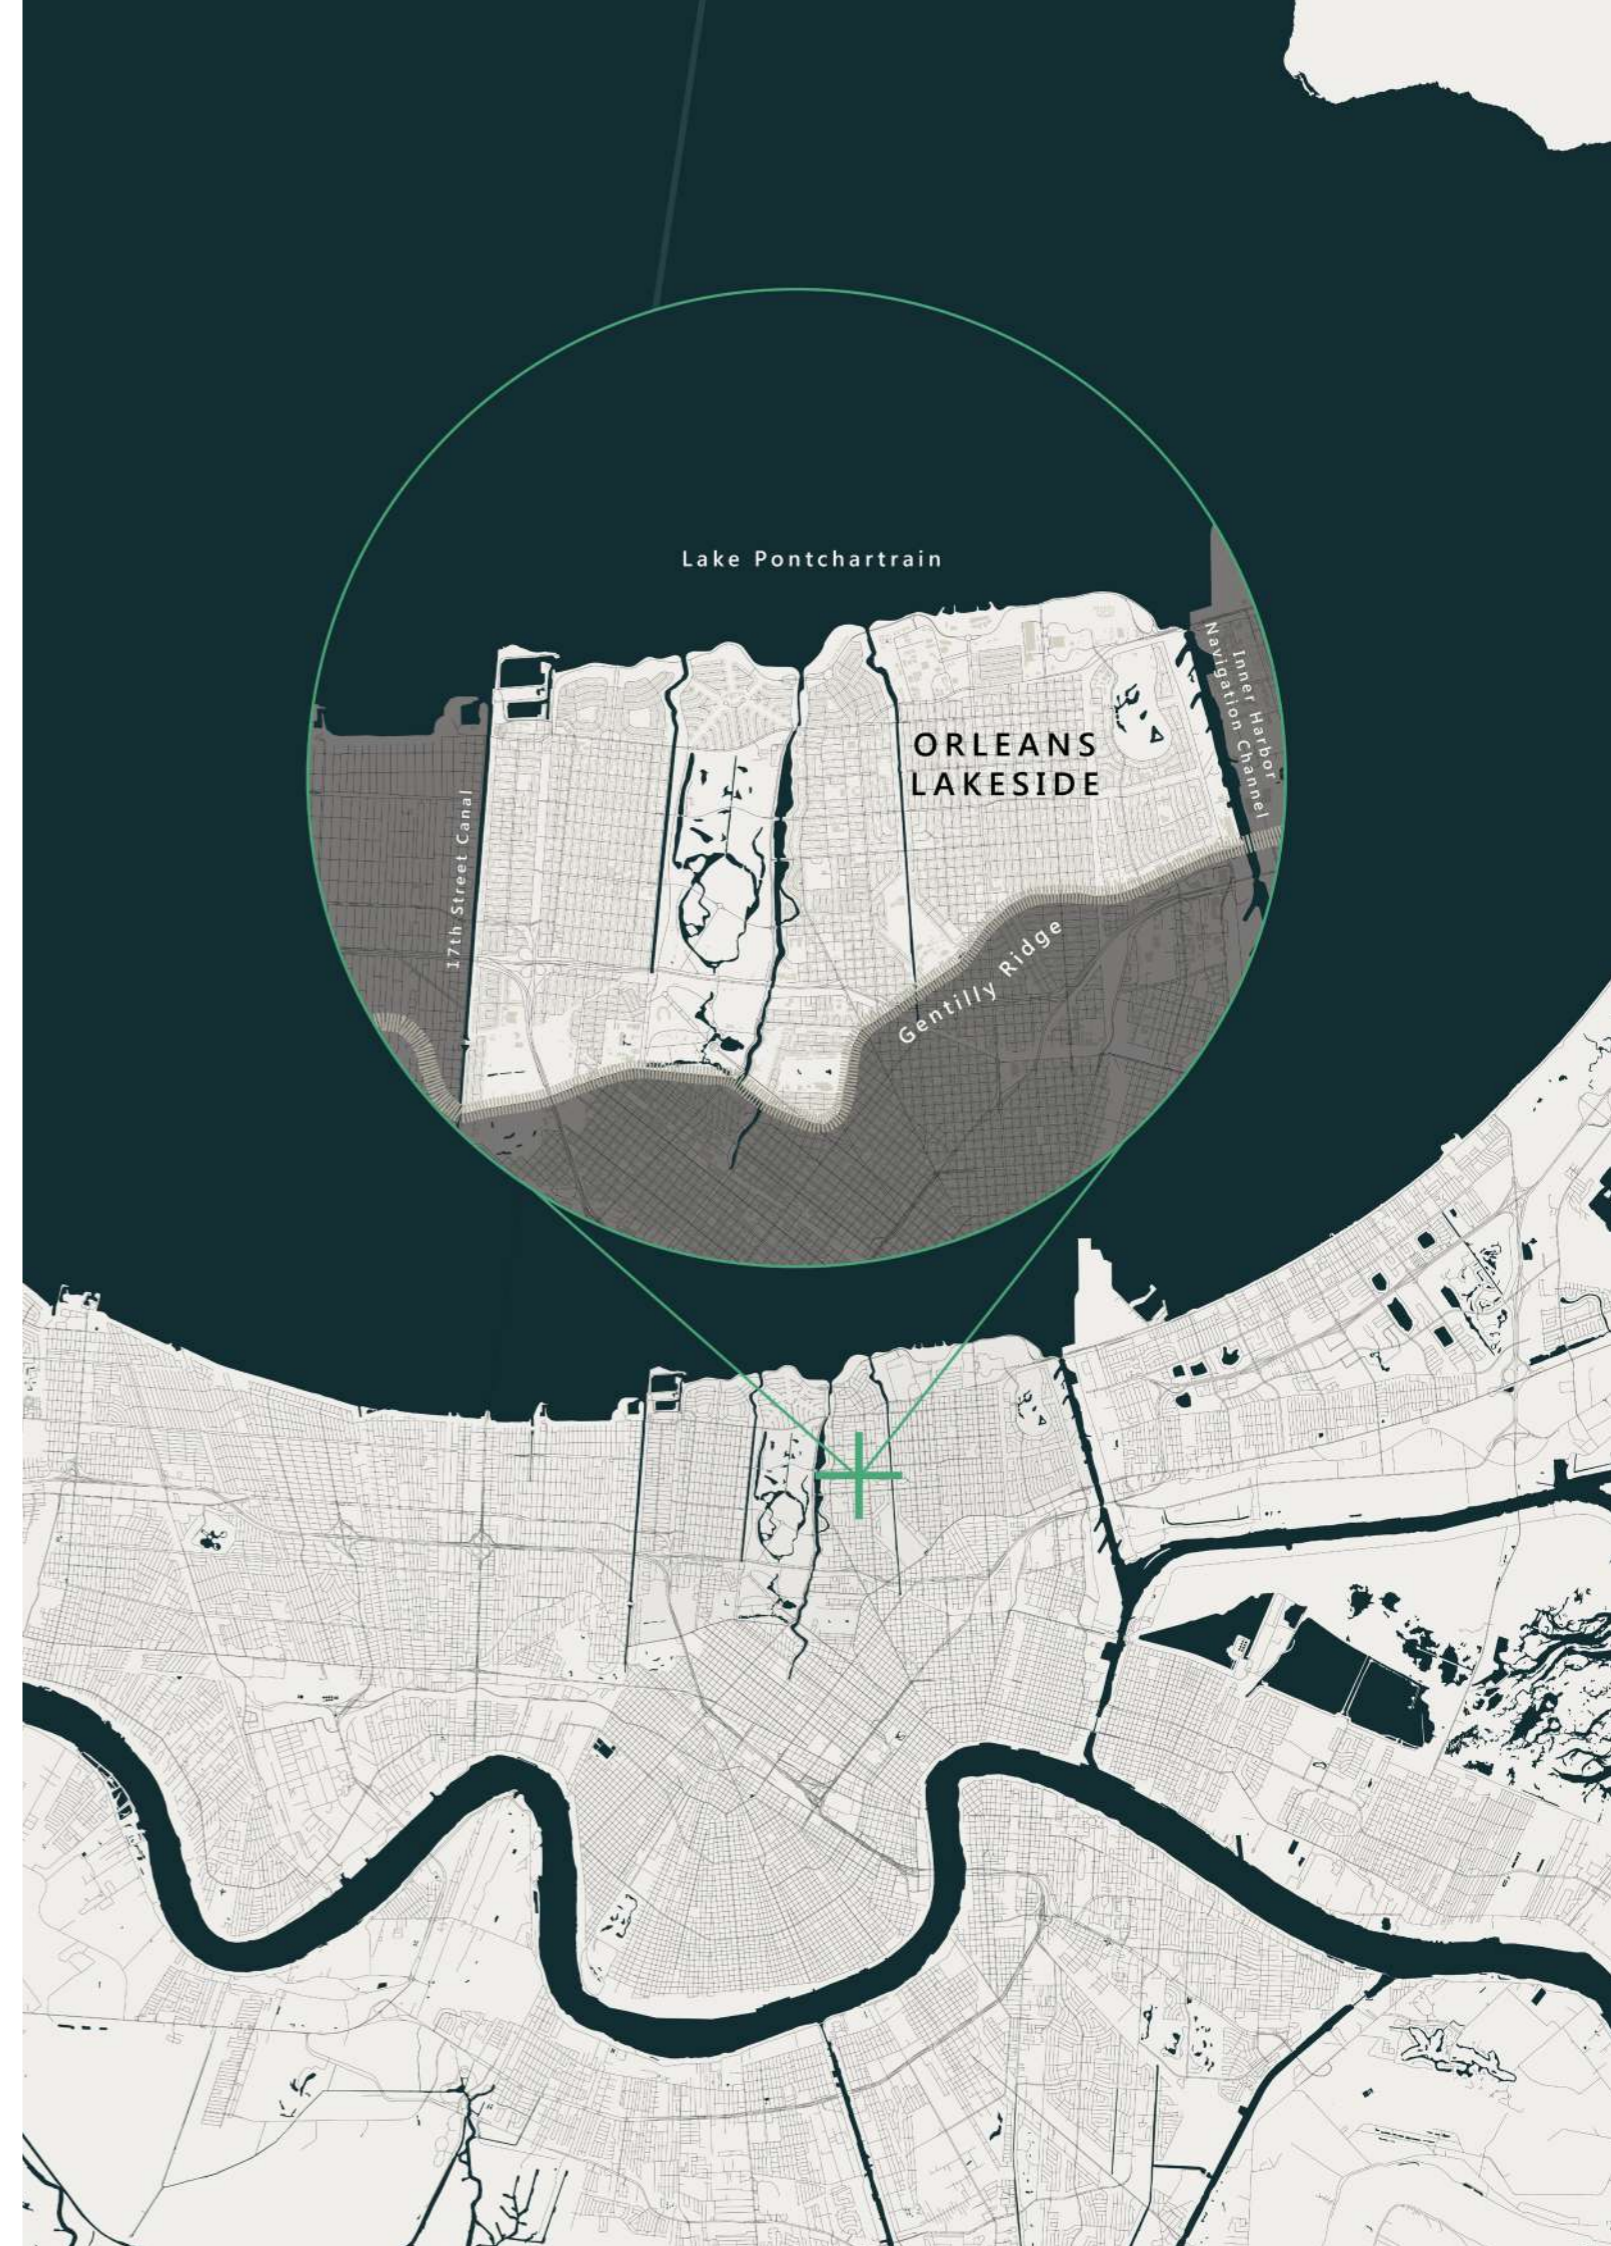 Lake Pontchartrain
Inner Harbor
Navigation Channel
ORLEANS
LAKESIDE
17th Street Canal
Gentilly Ridge